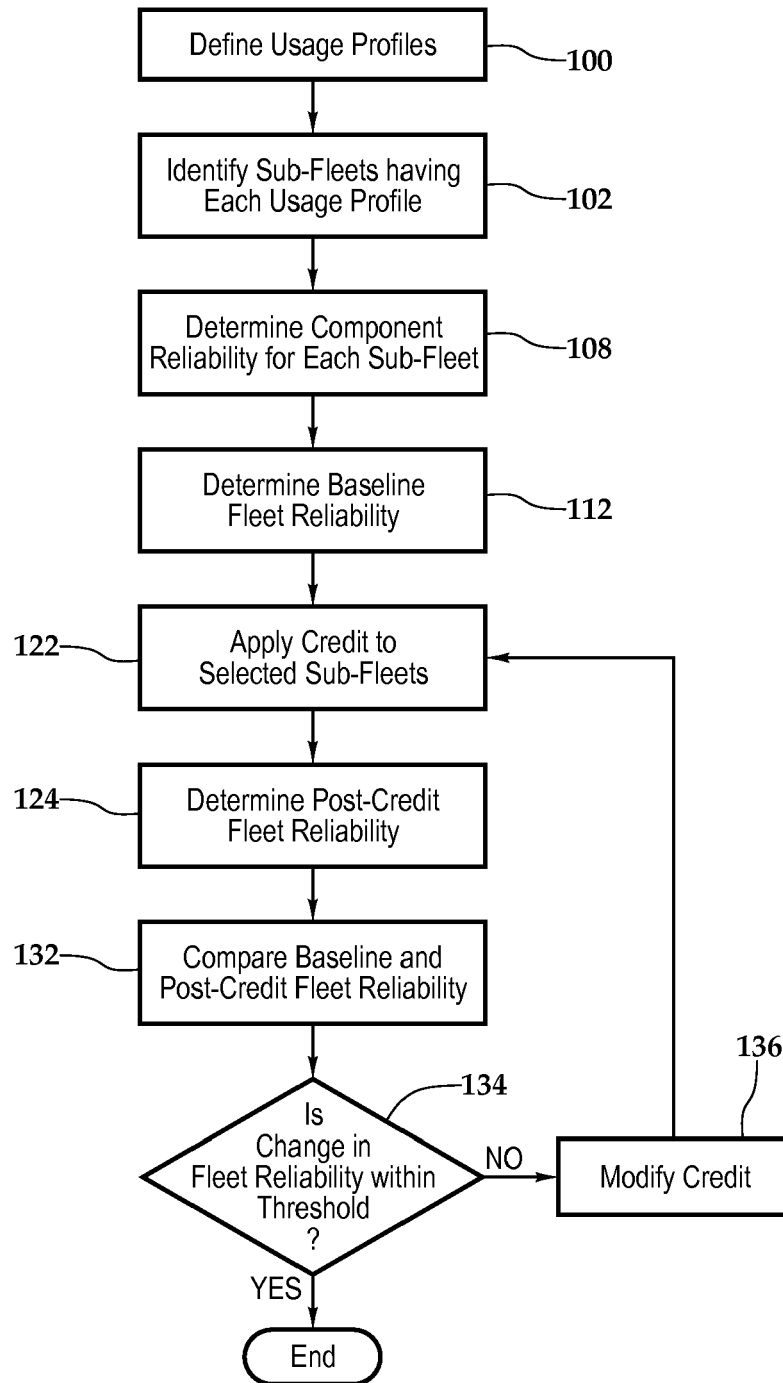 Define Usage Profiles
100
Identify Sub-Fleets having
Each Usage Profile
102
Determine Component
Reliability for Each Sub-Fleet
108
Determine Baseline
Fleet Reliability
112
122
Apply Credit to
Selected Sub-Fleets
124
Determine Post-Credit
Fleet Reliability
132
Compare Baseline and
Post-Credit Fleet Reliability
134
Is
Change in
Fleet Reliability within
Threshold
?
NO
136
Modify Credit
YES
End